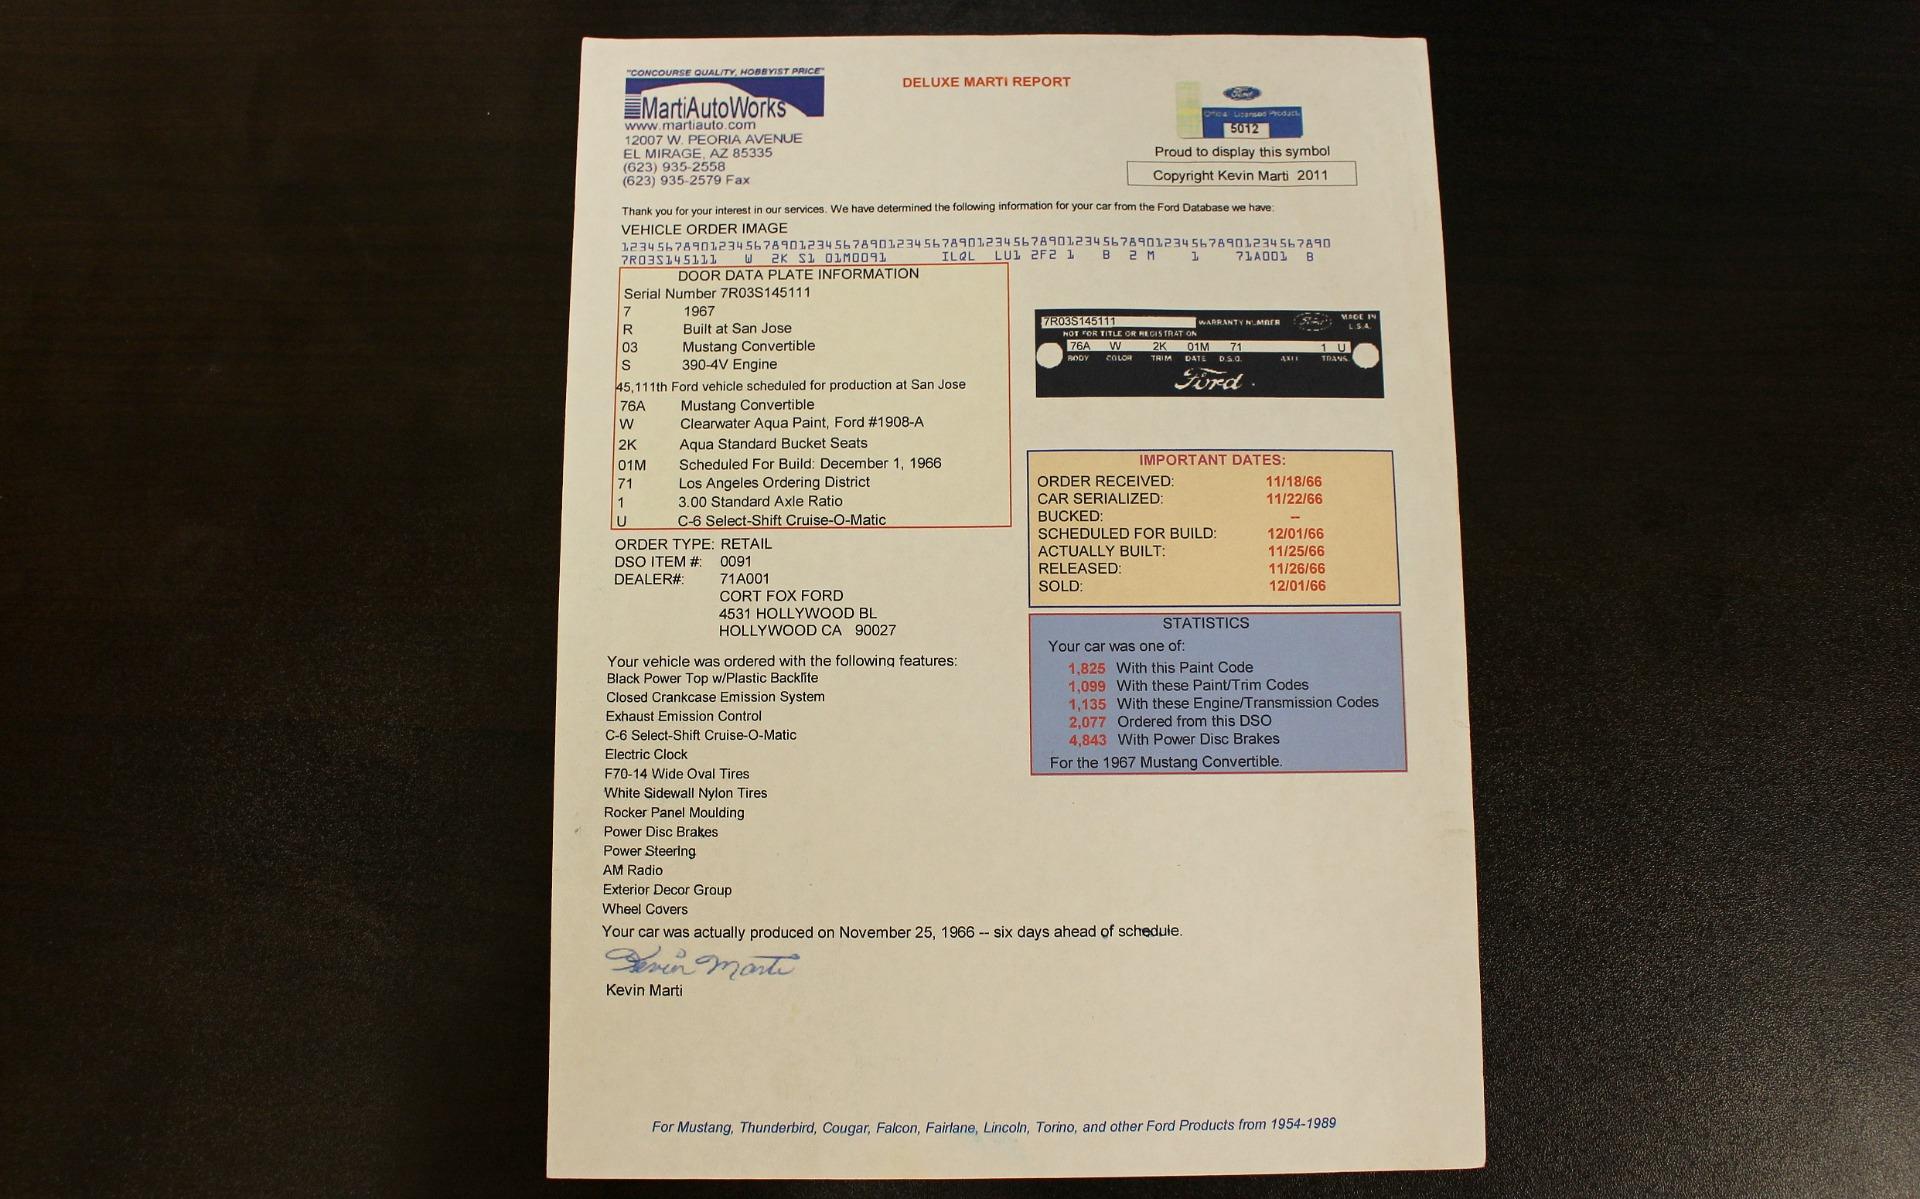 "CONCOURSE QUALITY, HOBBYIST PRICE"
MartiAutoWorks
www.martiauto.com
12007 W. PEORIA AVENUE
EL MIRAGE, AZ 85335
(623) 935-2558
(623) 935-2579 Fax
DELUXE MARTI REPORT
Ford
Official Licensed Product
5012
Proud to display this symbol
Copyright Kevin Marti 2011
Thank you for your interest in our services. We have determined the following information for your car from the Ford Database we have:
VEHICLE ORDER IMAGE
12345678901234567890123456789012345678901234567890123456789012345678901234567890
7R03S145111 W 2K S1 01M0091 ILQL LU1 2F2 1 B 2 M 1 71A001 B
DOOR DATA PLATE INFORMATION
Serial Number 7R03S145111
7 1967
R Built at San Jose
03 Mustang Convertible
S 390-4V Engine
45,111th Ford vehicle scheduled for production at San Jose
76A Mustang Convertible
W Clearwater Aqua Paint, Ford #1908-A
2K Aqua Standard Bucket Seats
01M Scheduled For Build: December 1, 1966
71 Los Angeles Ordering District
1 3.00 Standard Axle Ratio
U C-6 Select-Shift Cruise-O-Matic
7R03S145111 WARRANTY NUMBER Ford MADE IN U.S.A.
NOT FOR TITLE OR REGISTRATION
76A W 2K 01M 71 1 U
BODY COLOR TRIM DATE D.S.O. AXLE TRANS.
Ford
ORDER TYPE: RETAIL
DSO ITEM #: 0091
DEALER#: 71A001
CORT FOX FORD
4531 HOLLYWOOD BL
HOLLYWOOD CA 90027
IMPORTANT DATES:
ORDER RECEIVED: 11/18/66
CAR SERIALIZED: 11/22/66
BUCKED: --
SCHEDULED FOR BUILD: 12/01/66
ACTUALLY BUILT: 11/25/66
RELEASED: 11/26/66
SOLD: 12/01/66
STATISTICS
Your car was one of:
1,825 With this Paint Code
1,099 With these Paint/Trim Codes
1,135 With these Engine/Transmission Codes
2,077 Ordered from this DSO
4,843 With Power Disc Brakes
For the 1967 Mustang Convertible.
Your vehicle was ordered with the following features:
Black Power Top w/Plastic Backlite
Closed Crankcase Emission System
Exhaust Emission Control
C-6 Select-Shift Cruise-O-Matic
Electric Clock
F70-14 Wide Oval Tires
White Sidewall Nylon Tires
Rocker Panel Moulding
Power Disc Brakes
Power Steering
AM Radio
Exterior Decor Group
Wheel Covers
Your car was actually produced on November 25, 1966 -- six days ahead of schedule.
Kevin Marti
Kevin Marti
For Mustang, Thunderbird, Cougar, Falcon, Fairlane, Lincoln, Torino, and other Ford Products from 1954-1989